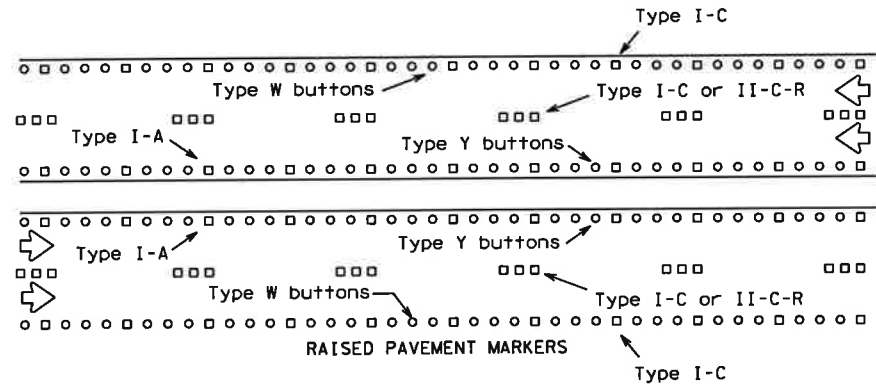 Type I-C
Type W buttons
Type I-C or II-C-R
Type I-A
Type Y buttons
Type I-A
Type Y buttons
Type W buttons
Type I-C or II-C-R
RAISED PAVEMENT MARKERS
Type I-C